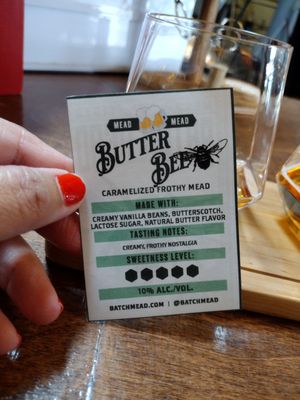 MEAD MEAD
BUTTER
BEE
CARAMELIZED FROTHY MEAD
MADE WITH:
CREAMY VANILLA BEANS, BUTTERSCOTCH,
LACTOSE SUGAR, NATURAL BUTTER FLAVOR
TASTING NOTES:
CREAMY, FROTHY NOSTALGIA
SWEETNESS LEVEL:
10% ALC./VOL.
BATCHMEAD.COM | @BATCHMEAD